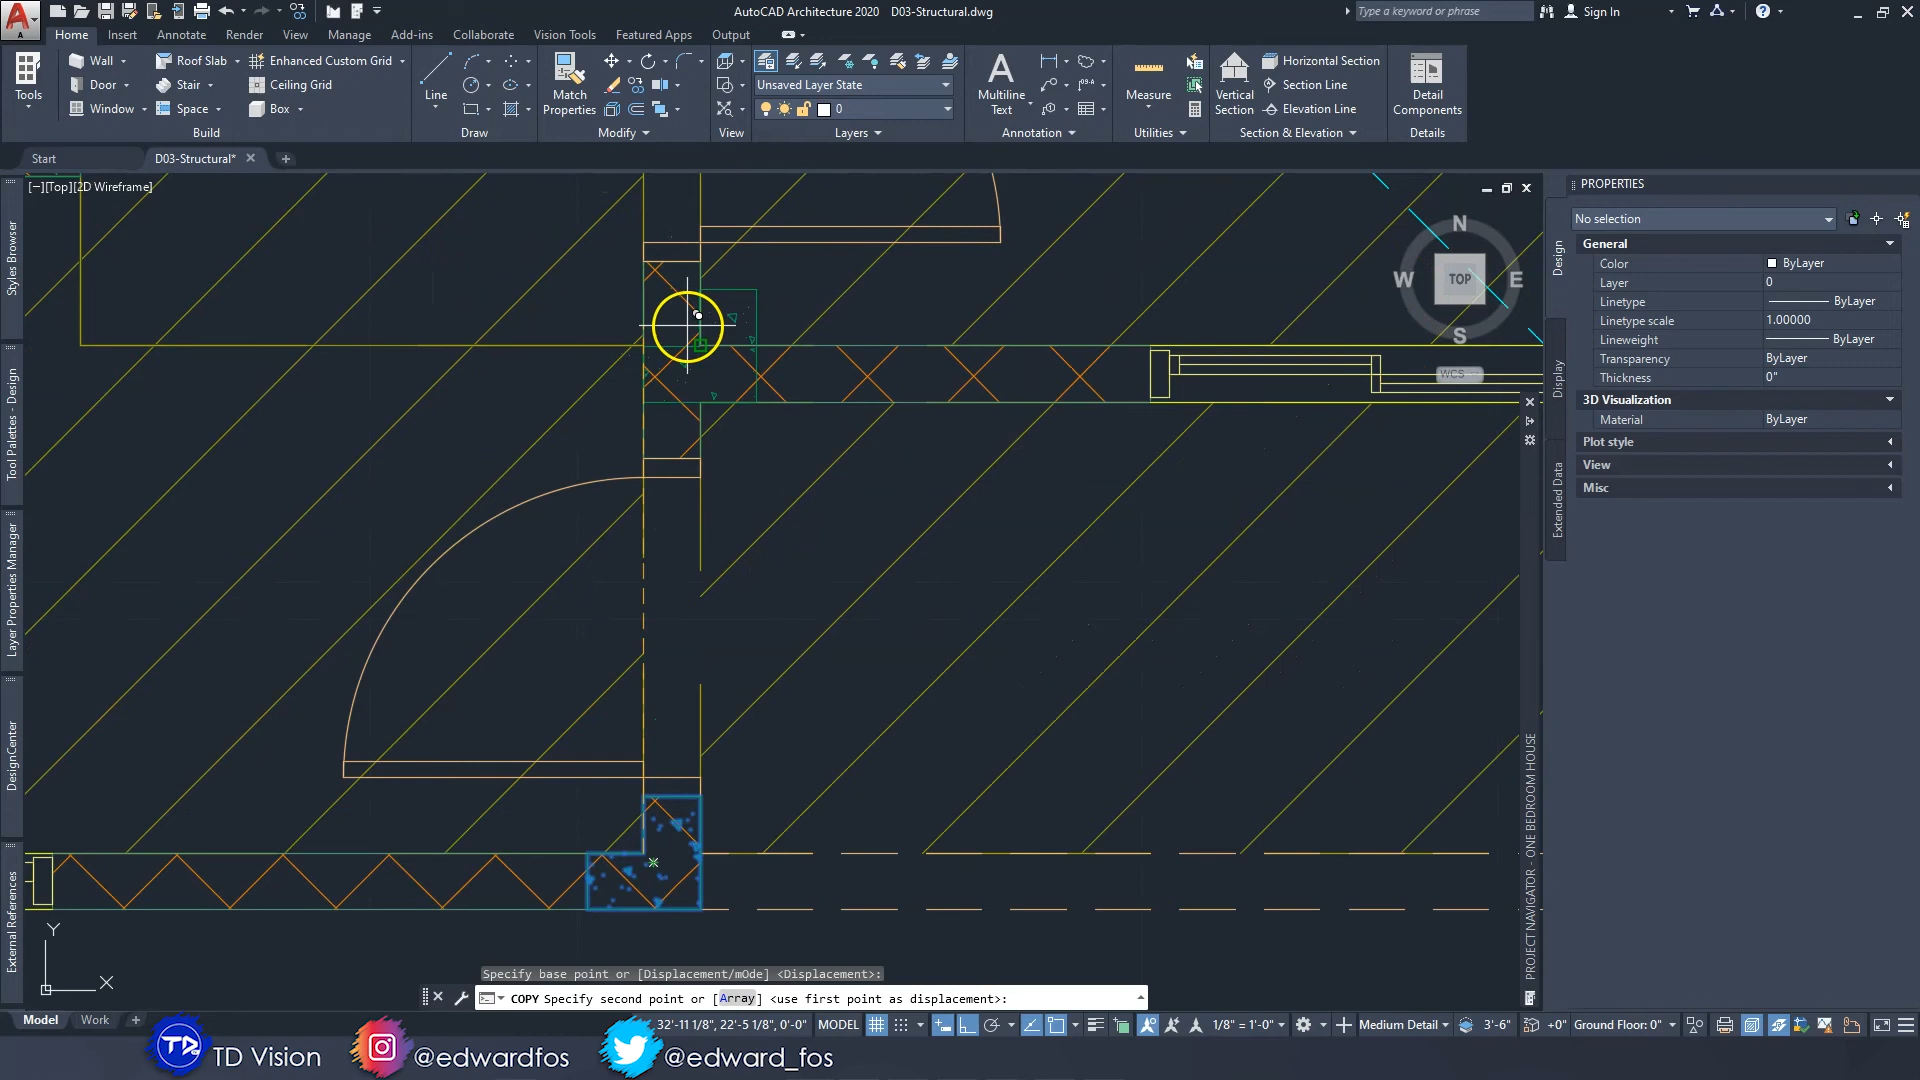 AutoCAD Architecture 2020 D03-Structural.dwg
Type a keyword or phrase
Sign In
Home Insert Annotate Render View Manage Add-ins Collaborate Vision Tools Featured Apps Output
Tools
Wall
Door
Window
Roof Slab
Stair
Space
Enhanced Custom Grid
Ceiling Grid
Box
Build
Line
Draw
Match
Properties
Modify
View
Unsaved Layer State
0
Layers
Multiline
Text
Annotation
Measure
Utilities
Vertical
Section
Horizontal Section
Section Line
Elevation Line
Section & Elevation
Detail
Components
Details
Start
D03-Structural*
[−][Top][2D Wireframe]
Styles Browser
Tool Palettes - Design
Layer Properties Manager
DesignCenter
External References
N
W
TOP
E
S
WCS
PROPERTIES
No selection
General
Color ByLayer
Layer 0
Linetype ByLayer
Linetype scale 1.00000
Lineweight ByLayer
Transparency ByLayer
Thickness 0"
3D Visualization
Material ByLayer
Plot style
View
Misc
Design
Display
Extended Data
PROJECT NAVIGATOR - ONE BEDROOM HOUSE
Y
X
Specify base point or [Displacement/mOde] <Displacement>:
COPY Specify second point or [Array] <use first point as displacement>:
Model Work
32'-11 1/8", 22'-5 1/8", 0'-0" MODEL
1/8" = 1'-0"
Medium Detail
3'-6"
+0"
Ground Floor: 0"
TD Vision
@edwardfos
@edward_fos